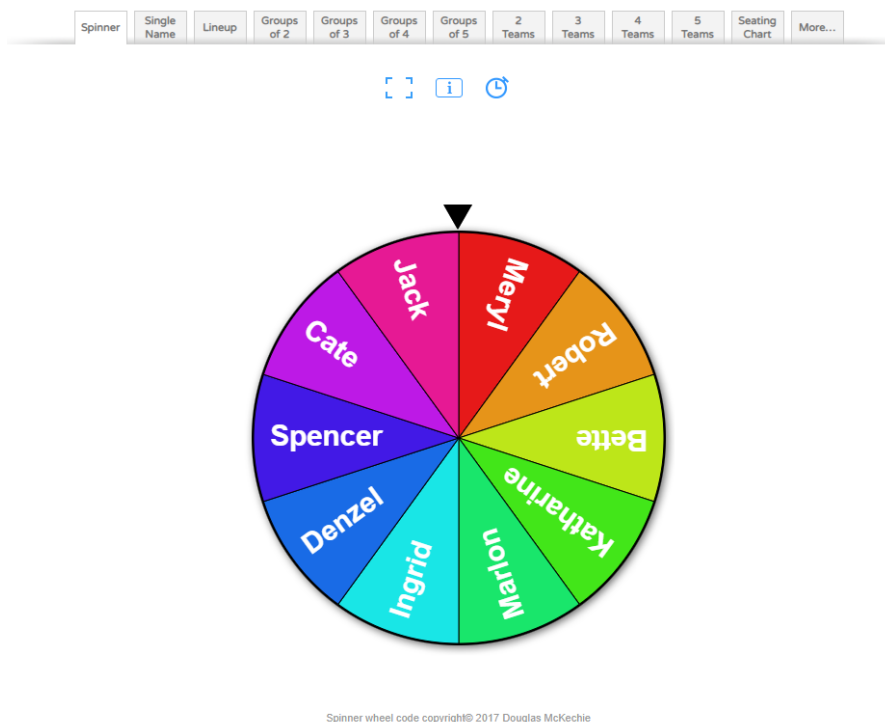 Spinner
Single
Name
Lineup
Groups
of 2
Groups
of 3
Groups
of 4
Groups
of 5
2
Teams
3
Teams
4
Teams
5
Teams
Seating
Chart
More...
i
Meryl
Robert
Bette
Katharine
Marlon
Ingrid
Denzel
Spencer
Cate
Jack
Spinner wheel code copyright© 2017 Douglas McKechie